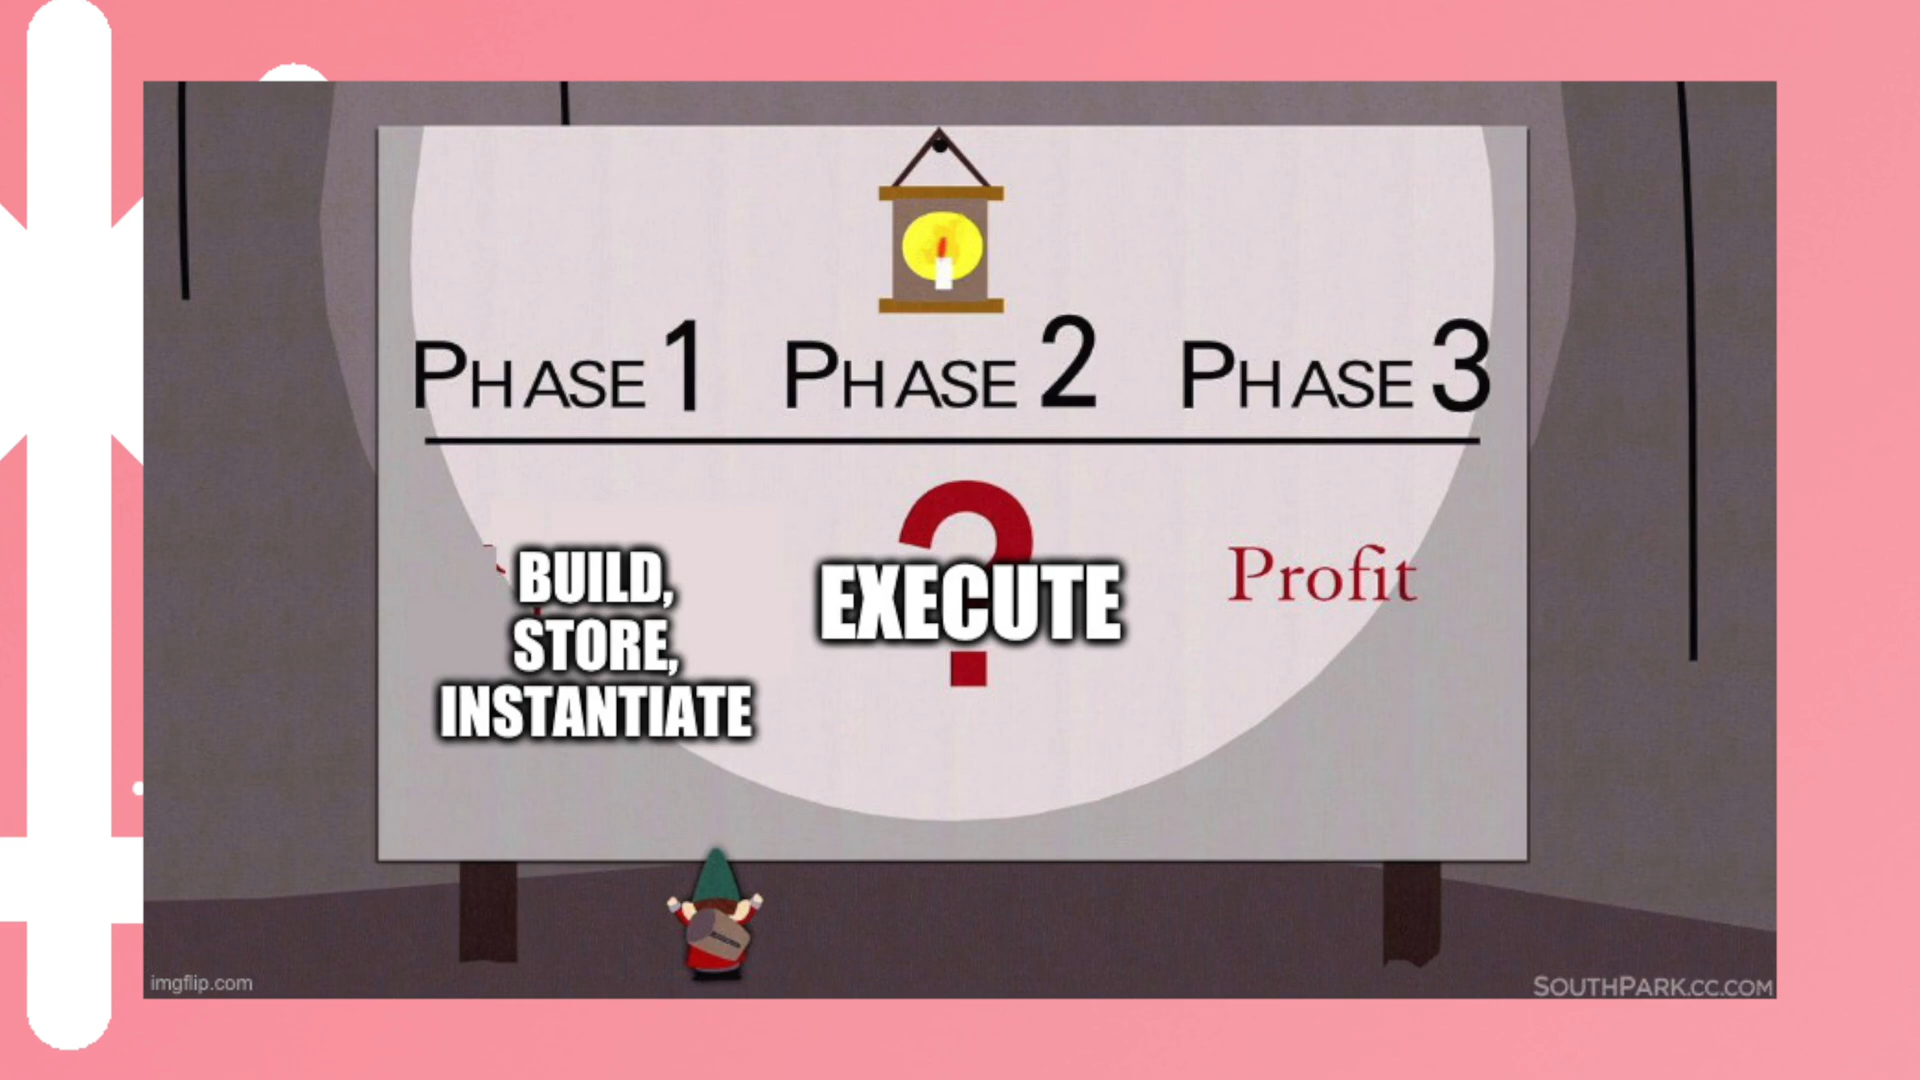 PHASE 1 PHASE 2 PHASE 3
?
BUILD,
STORE,
INSTANTIATE
EXECUTE
Profit
imgflip.com
SOUTHPARK.CC.COM